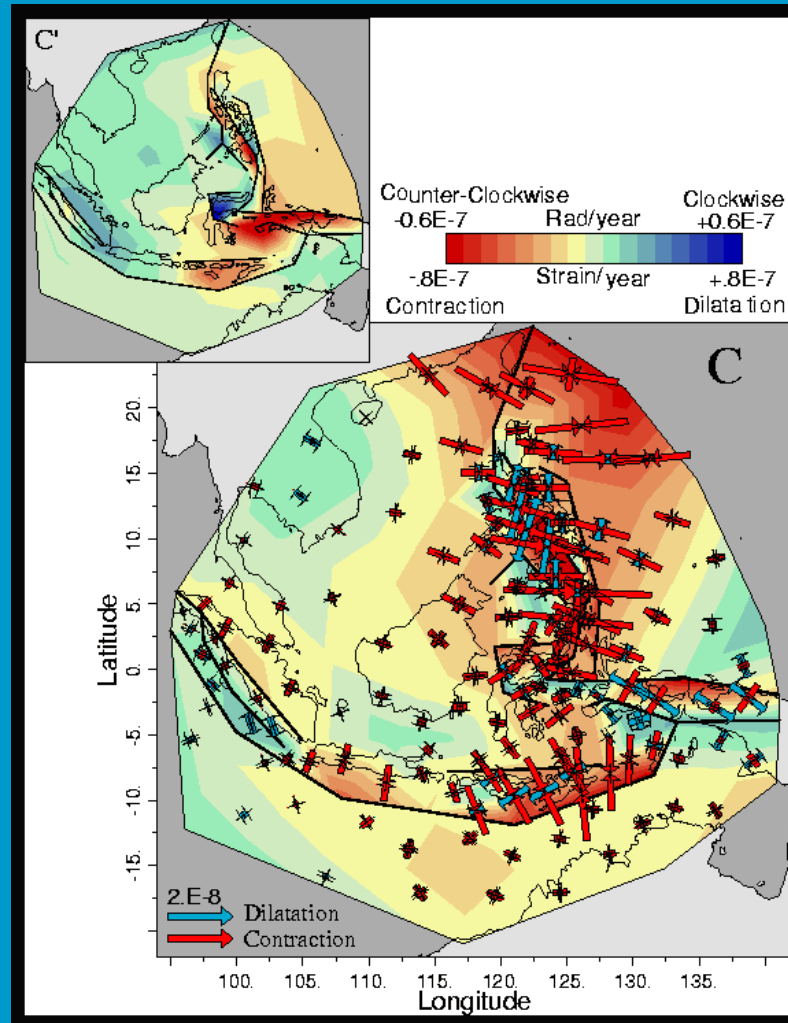 C'
Counter-Clockwise Clockwise
-0.6E-7 Rad/year +0.6E-7
-.8E-7 Strain/year +.8E-7
Contraction Dilatation
C
Latitude
20.
15.
10.
5.
0.
-5.
-10.
-15.
2.E-8
Dilatation
Contraction
100. 105. 110. 115. 120. 125. 130. 135.
Longitude